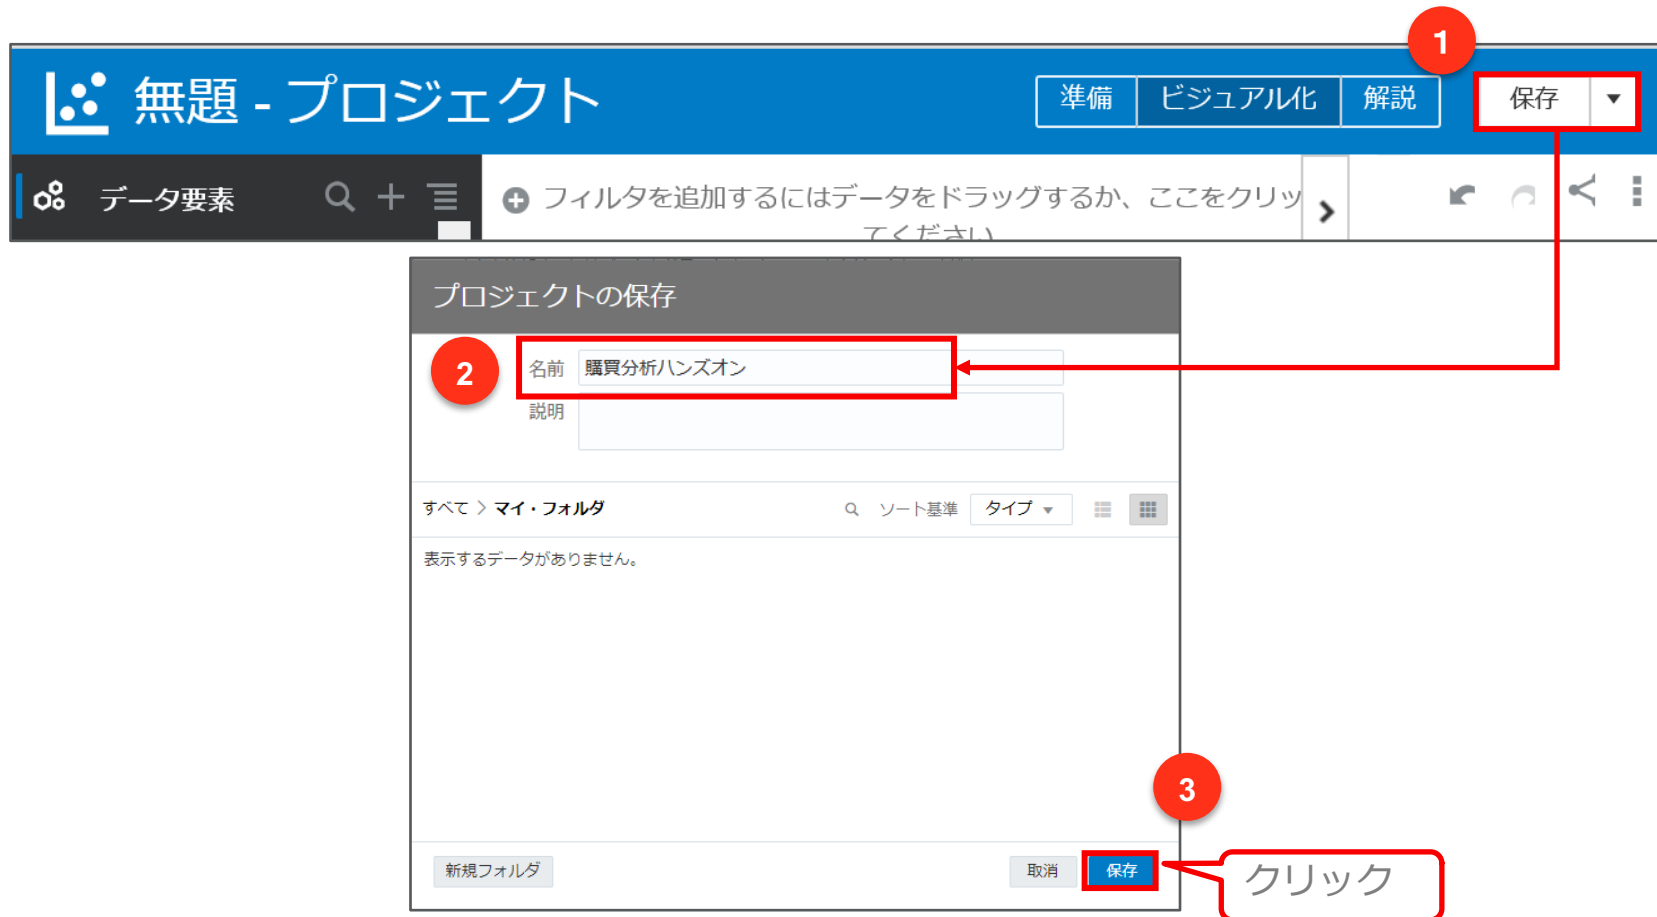 1
無題 - プロジェクト
準備 ビジュアル化 解説 保存
データ要素
フィルタを追加するにはデータをドラッグするか、ここをクリッ
てください
プロジェクトの保存
2
名前 購買分析ハンズオン
説明
すべて > マイ・フォルダ ソート基準 タイプ
表示するデータがありません。
3
新規フォルダ 取消 保存
クリック